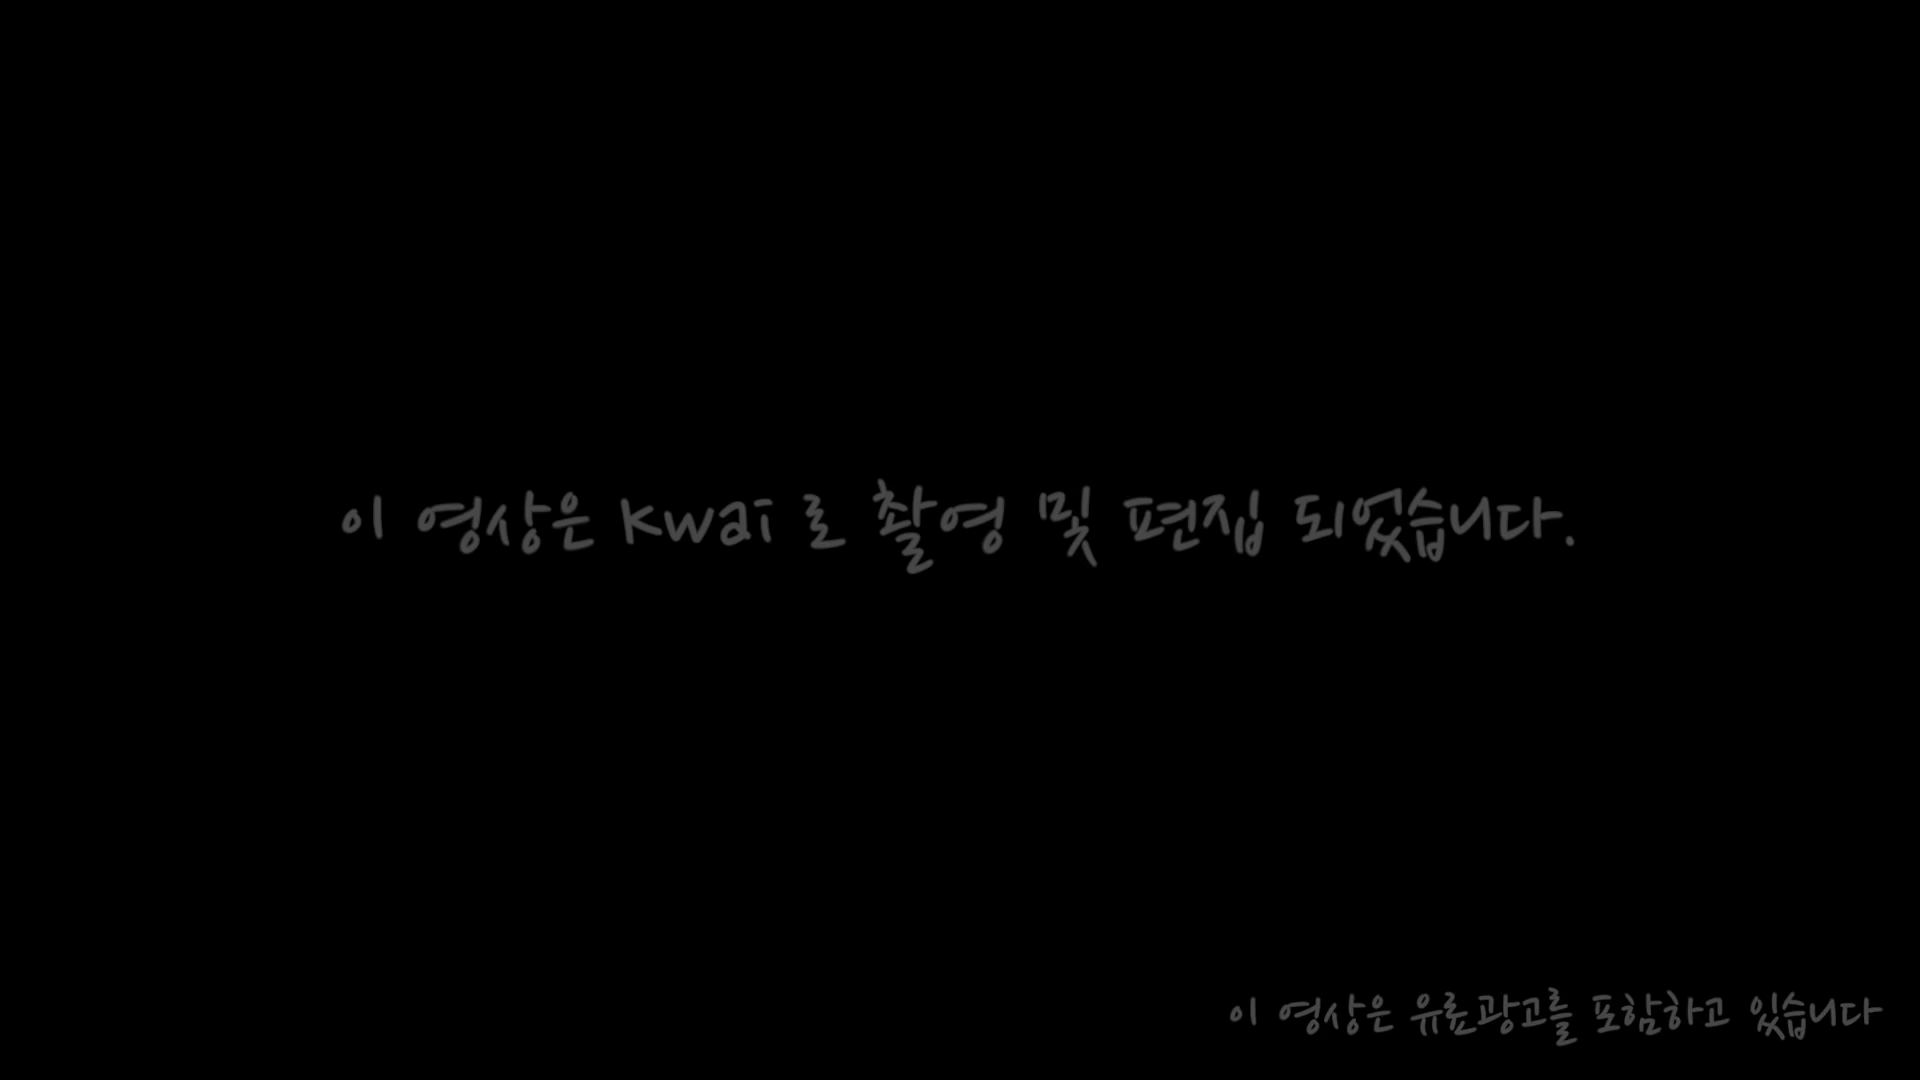 이 영상은 kwai 로 촬영 및 편집 되었습니다.
이 영상은 유료광고를 포함하고 있습니다